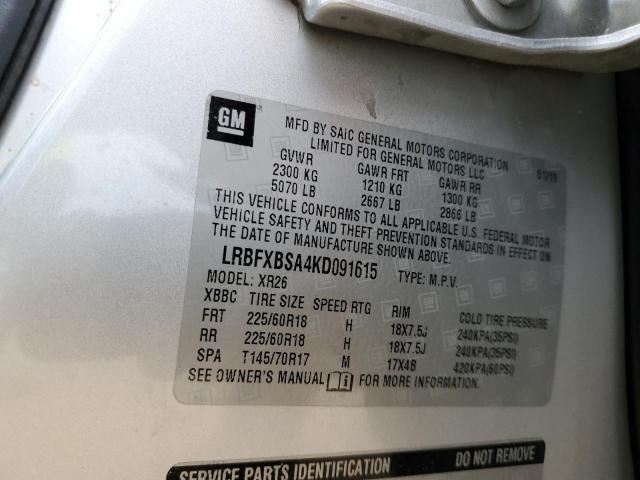 GM
MFD BY SAIC GENERAL MOTORS CORPORATION
LIMITED FOR GENERAL MOTORS LLC 01/19
GVWR GAWR FRT GAWR RR
2300 KG 1210 KG 1300 KG
5070 LB 2667 LB 2866 LB
THIS VEHICLE CONFORMS TO ALL APPLICABLE U.S. FEDERAL MOTOR
VEHICLE SAFETY AND THEFT PREVENTION STANDARDS IN EFFECT ON
THE DATE OF MANUFACTURE SHOWN ABOVE.
LRBFXBSA4KD091615 TYPE: M.P.V.
MODEL: XR26
XBBC TIRE SIZE SPEED RTG RIM COLD TIRE PRESSURE
FRT 225/60R18 H 18X7.5J 240KPA(35PSI)
RR 225/60R18 H 18X7.5J 240KPA(35PSI)
SPA T145/70R17 M 17X4B 420KPA(60PSI)
SEE OWNER'S MANUAL FOR MORE INFORMATION.
SERVICE PARTS IDENTIFICATION DO NOT REMOVE